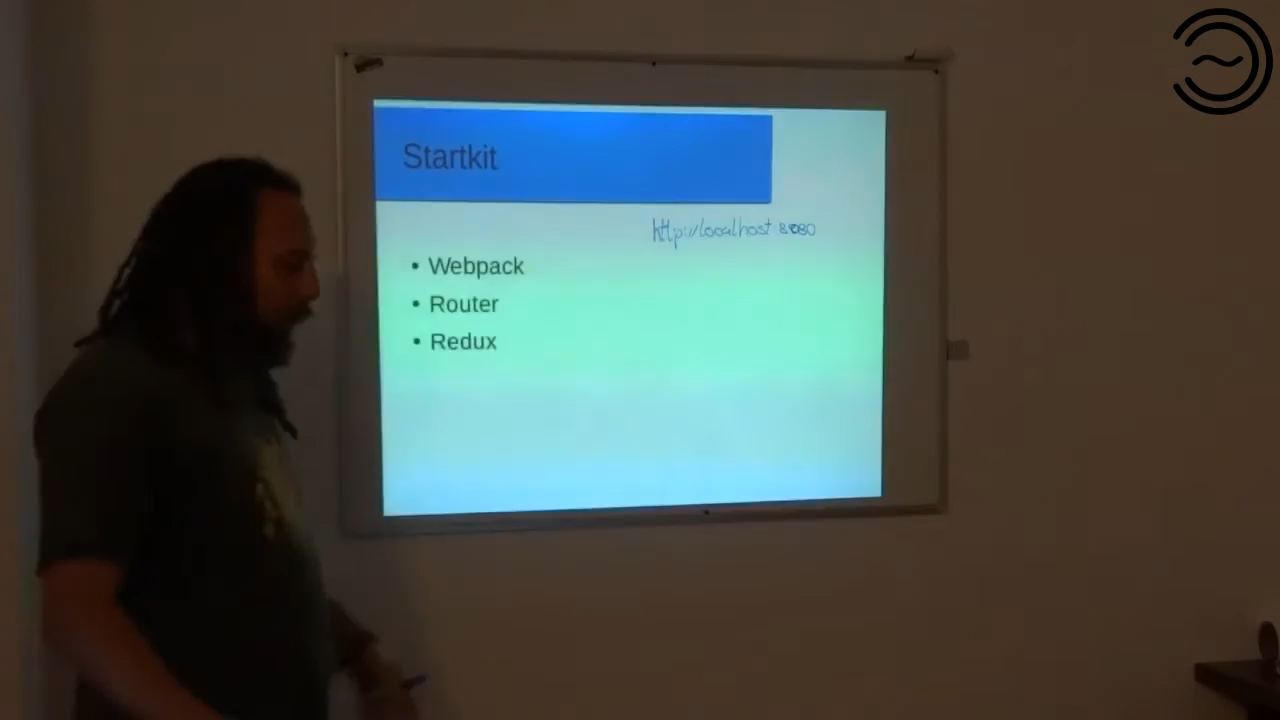 Startkit
http://localhost:8080
• Webpack
• Router
• Redux